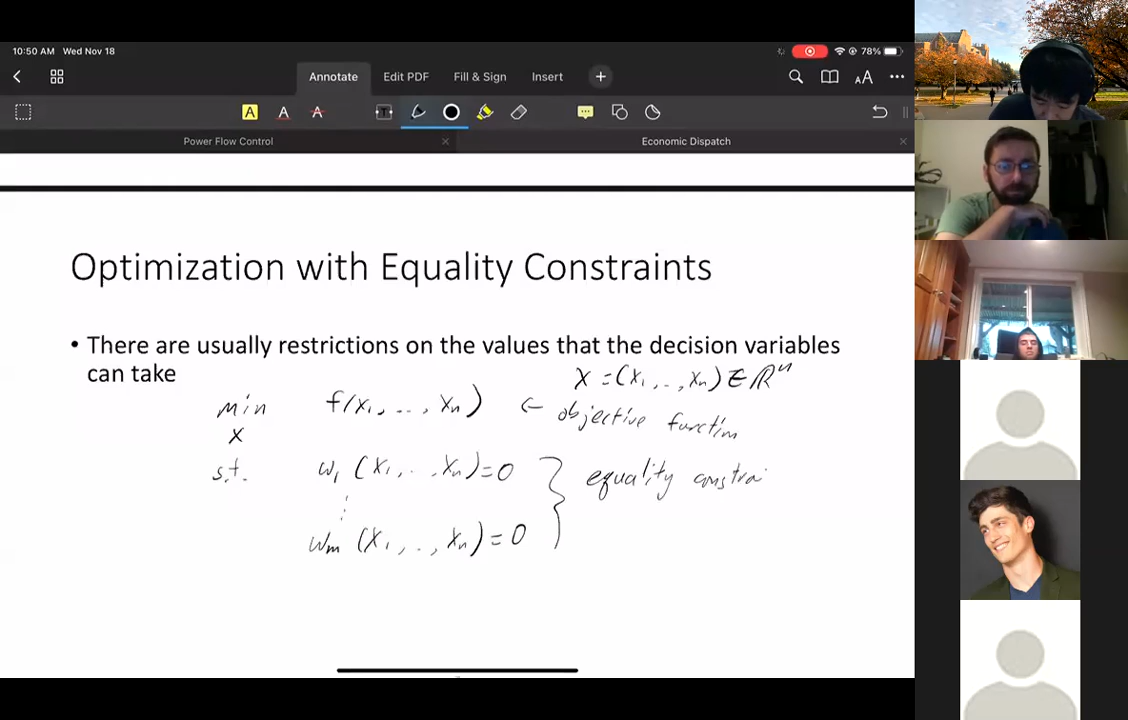 10:50 AM Wed Nov 18
78%
Annotate Edit PDF Fill & Sign Insert
Power Flow Control
Economic Dispatch
Optimization with Equality Constraints
• There are usually restrictions on the values that the decision variables
can take
x = (x₁, .., xₙ) ∈ ℝⁿ
min f(x₁, ..., xₙ) ← objective function
x
s.t. w₁ (x₁, .., xₙ) = 0 } equality constrai
⋮
wₘ (x₁, .., xₙ) = 0